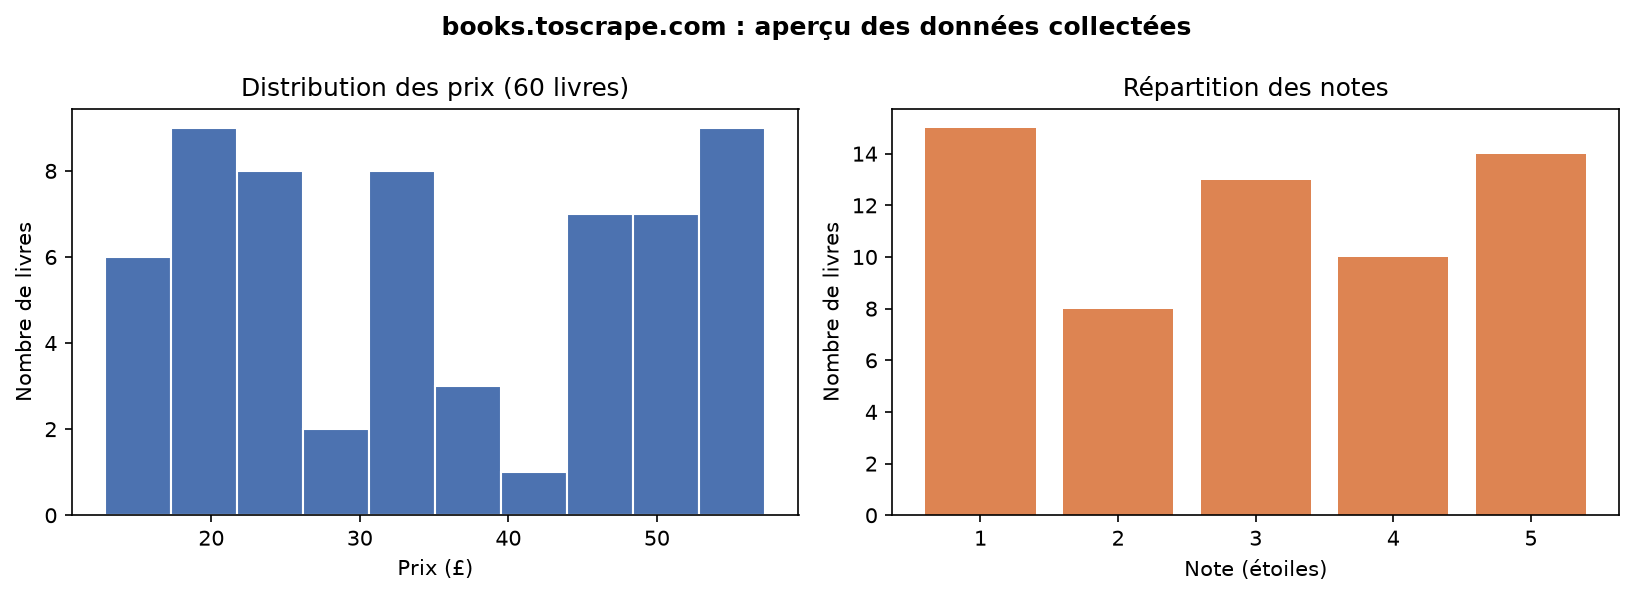 books.toscrape.com : aperçu des données collectées
Distribution des prix (60 livres)
Nombre de livres
8
6
4
2
0
20 30 40 50
Prix (£)
Répartition des notes
Nombre de livres
14
12
10
8
6
4
2
0
1 2 3 4 5
Note (étoiles)